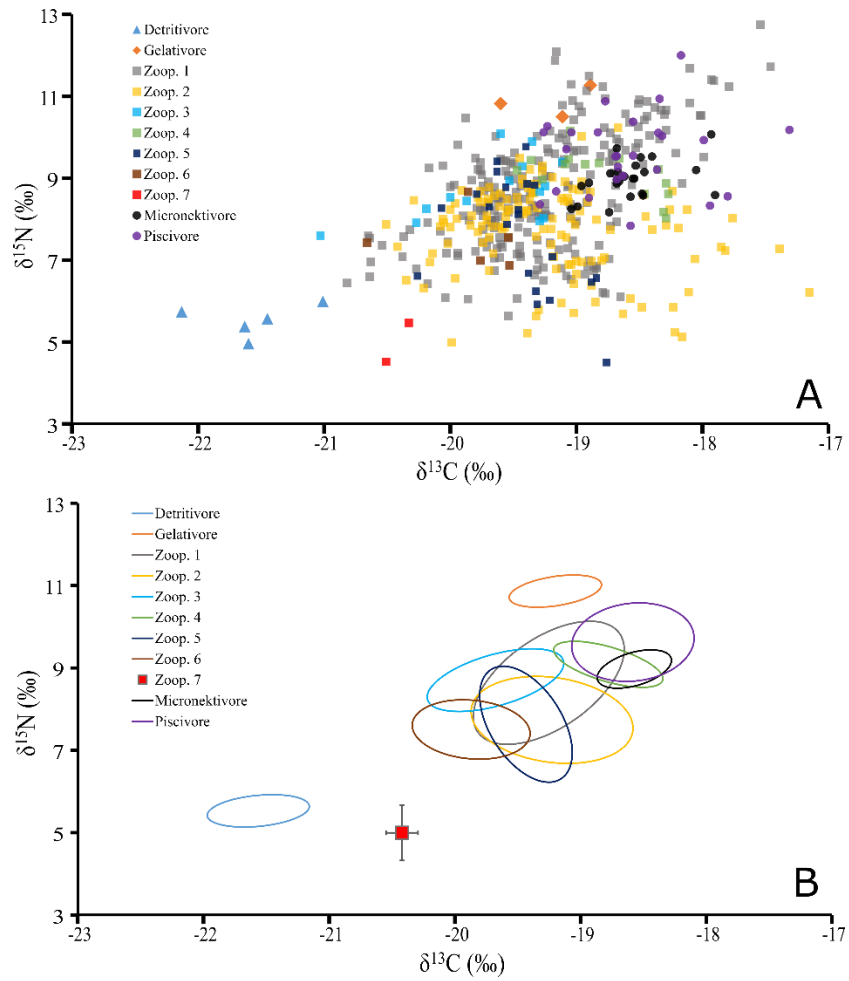 13
11
9
7
5
3
δ15N (‰)
Detritivore
Gelativore
Zoop. 1
Zoop. 2
Zoop. 3
Zoop. 4
Zoop. 5
Zoop. 6
Zoop. 7
Micronektivore
Piscivore
A
-23 -22 -21 -20 -19 -18 -17
δ13C (‰)
13
11
9
7
5
3
δ15N (‰)
Detritivore
Gelativore
Zoop. 1
Zoop. 2
Zoop. 3
Zoop. 4
Zoop. 5
Zoop. 6
Zoop. 7
Micronektivore
Piscivore
B
-23 -22 -21 -20 -19 -18 -17
δ13C (‰)